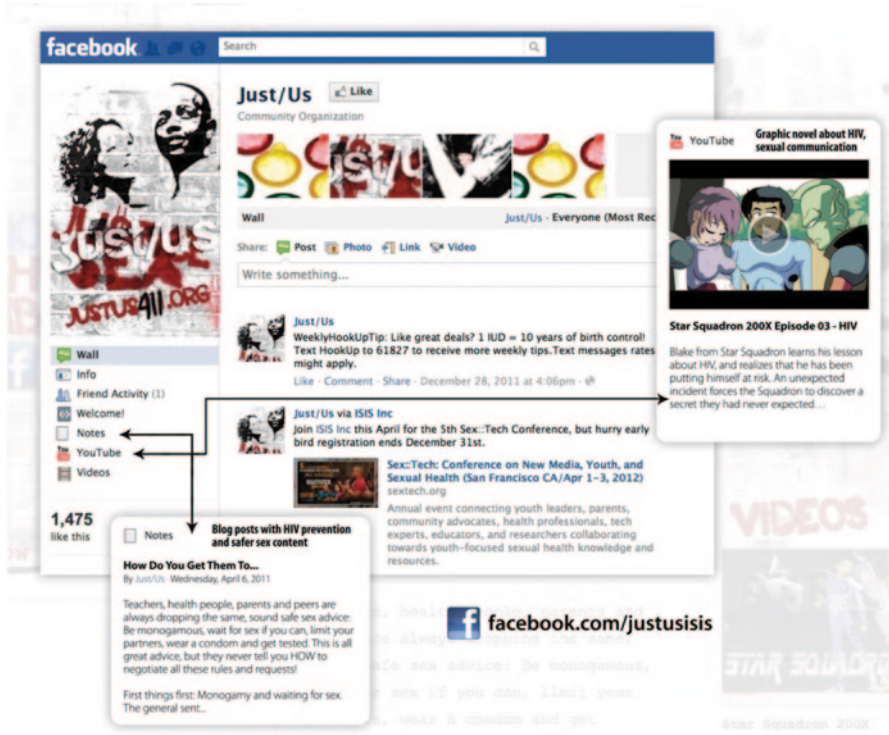 facebook
Search
Just/Us
Like
Community Organization
Just/us
Wall
Just/Us - Everyone (Most Rec
Share: Post Photo Link Video
Write something...
Just/us
JUSTUS4ll.ORG
Wall
Info
Friend Activity (1)
Welcome!
Notes
YouTube
Videos
1,475
like this
Just/Us
WeeklyHookUpTip: Like great deals? 1 IUD = 10 years of birth control!
Text HookUp to 61827 to receive more weekly tips.Text messages rates
might apply.
Like · Comment · Share · December 28, 2011 at 4:06pm ·
Just/Us via ISIS Inc
Join ISIS Inc this April for the 5th Sex::Tech Conference, but hurry early
bird registration ends December 31st.
Sex::Tech: Conference on New Media, Youth, and
Sexual Health (San Francisco CA/Apr 1-3, 2012)
sextech.org
Annual event connecting youth leaders, parents,
community advocates, health professionals, tech
experts, educators, and researchers collaborating
towards youth-focused sexual health knowledge and
resources.
You Tube YouTube
Graphic novel about HIV,
sexual communication
Star Squadron 200X Episode 03 - HIV
Blake from Star Squadron learns his lesson
about HIV, and realizes that he has been
putting himself at risk. An unexpected
incident forces the Squadron to discover a
secret they had never expected…
Notes
Blog posts with HIV prevention
and safer sex content
How Do You Get Them To...
By Just/Us · Wednesday, April 6, 2011
Teachers, health people, parents and peers are
always dropping the same, sound safe sex advice:
Be monogamous, wait for sex if you can, limit your
partners, wear a condom and get tested. This is all
great advice, but they never tell you HOW to
negotiate all these rules and requests!
First things first: Monogamy and waiting for sex.
The general sent...
facebook.com/justusisis
VIDEOS
STAR SQUADR
Star Squadron 200X